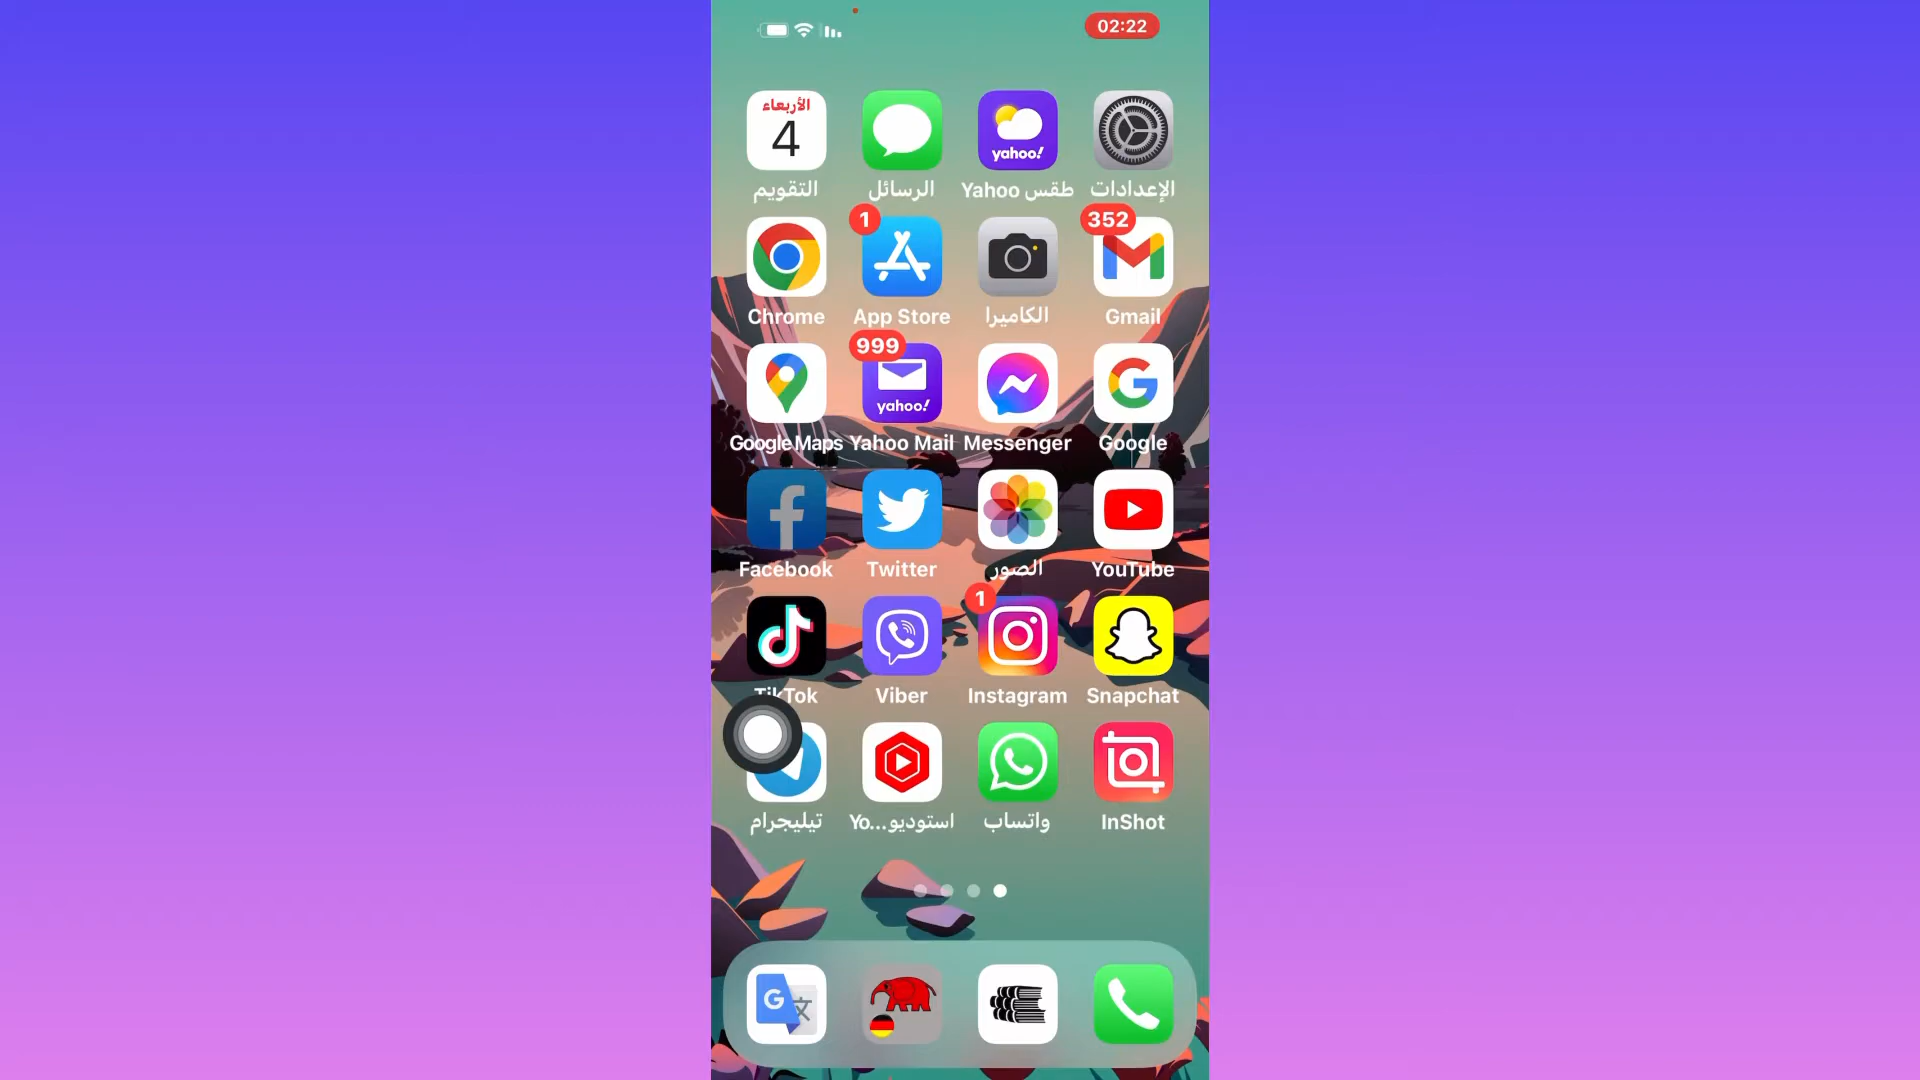 02:22
الأربعاء
4
yahoo!
التقويم
الرسائل
طقس Yahoo
الإعدادات
1
352
Chrome
App Store
الكاميرا
Gmail
999
yahoo!
Google Maps
Yahoo Mail
Messenger
Google
Facebook
Twitter
الصور
YouTube
1
TikTok
Viber
Instagram
Snapchat
تيليجرام
استوديو...Yo
واتساب
InShot
G